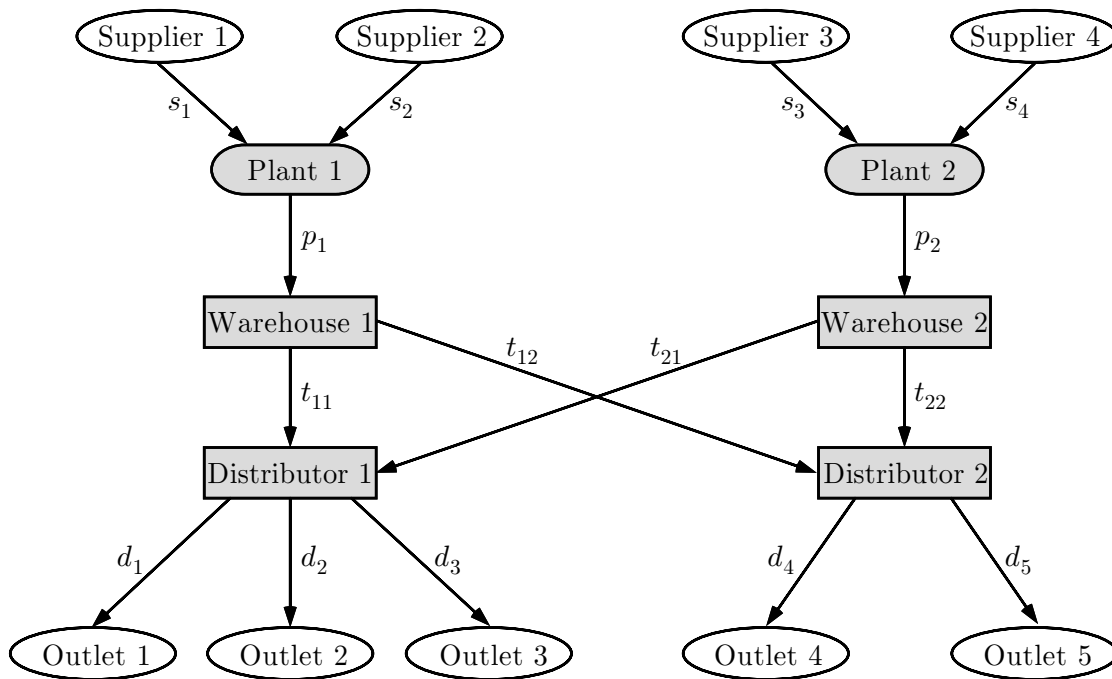 Supplier 1 Supplier 2 Supplier 3 Supplier 4
s₁ s₂ s₃ s₄
Plant 1 Plant 2
p₁ p₂
Warehouse 1 Warehouse 2
t₁₂ t₂₁
t₁₁ t₂₂
Distributor 1 Distributor 2
d₁ d₂ d₃ d₄ d₅
Outlet 1 Outlet 2 Outlet 3 Outlet 4 Outlet 5